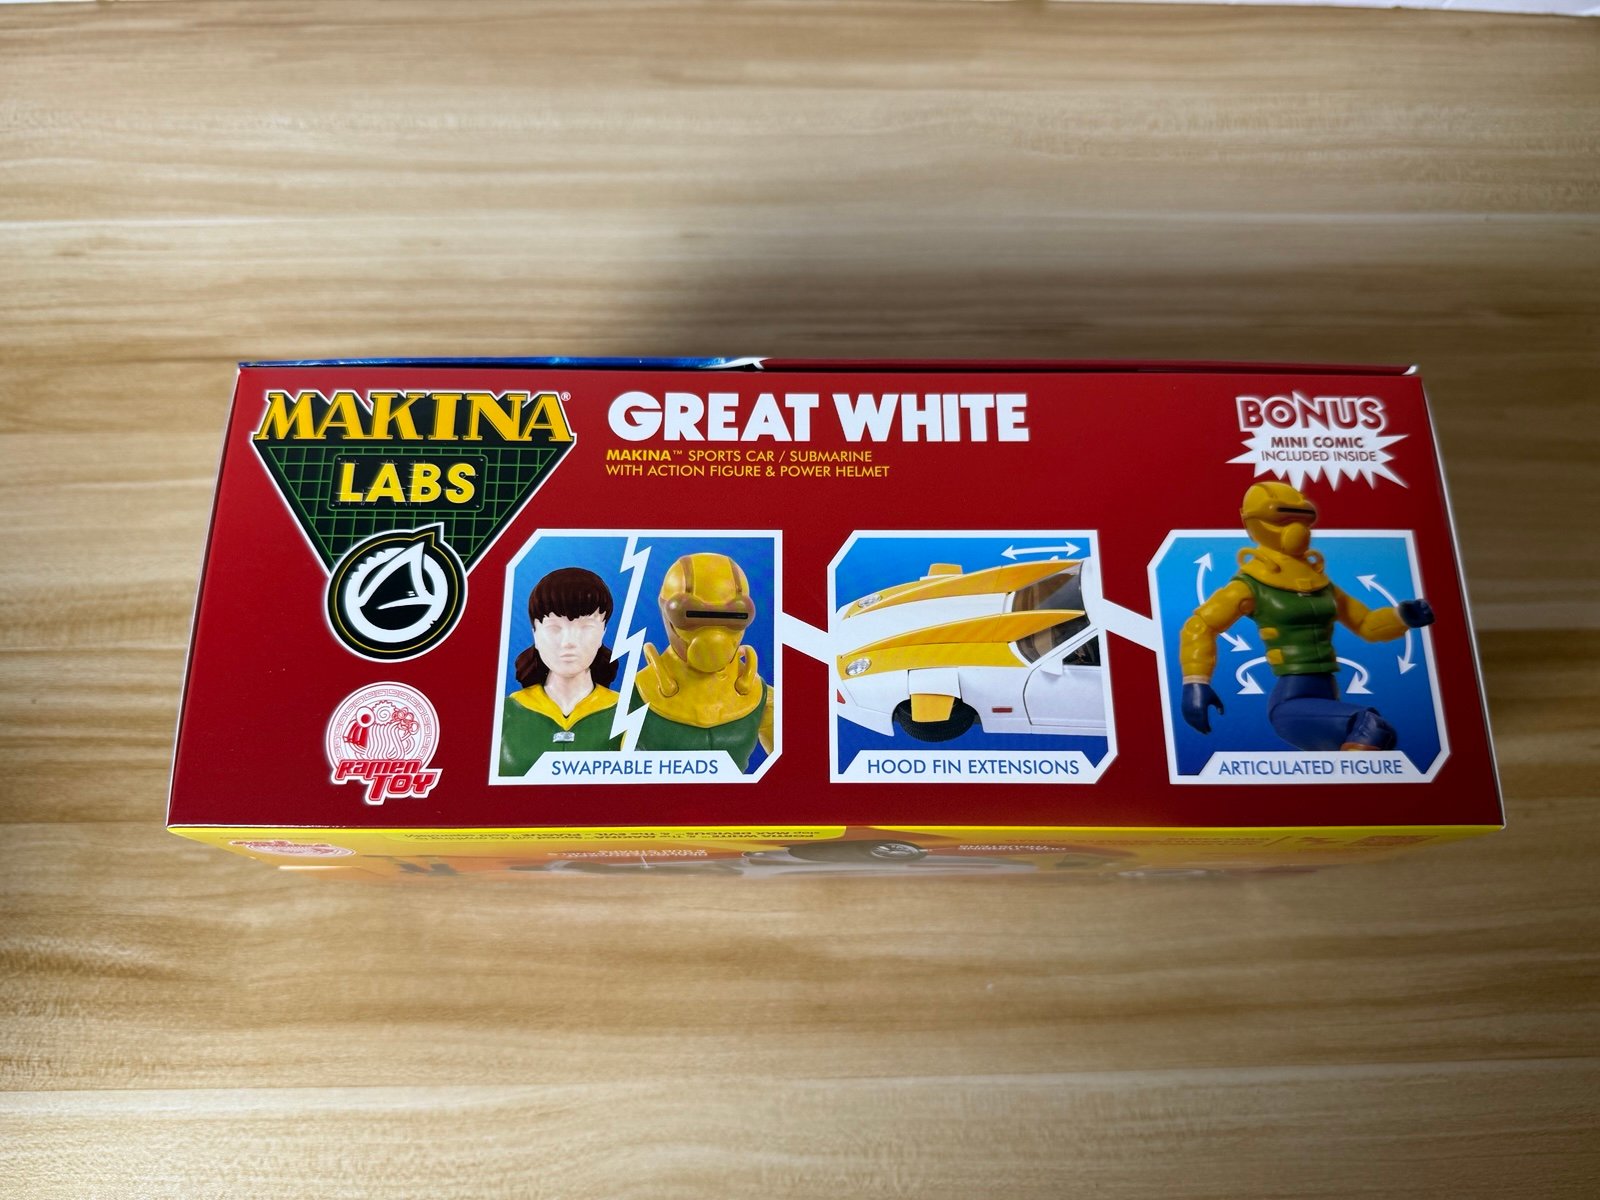 MAKINA®
LABS
GREAT WHITE
MAKINA™ SPORTS CAR / SUBMARINE
WITH ACTION FIGURE & POWER HELMET
BONUS
MINI COMIC
INCLUDED INSIDE
SWAPPABLE HEADS
HOOD FIN EXTENSIONS
ARTICULATED FIGURE
Ramen
TOY